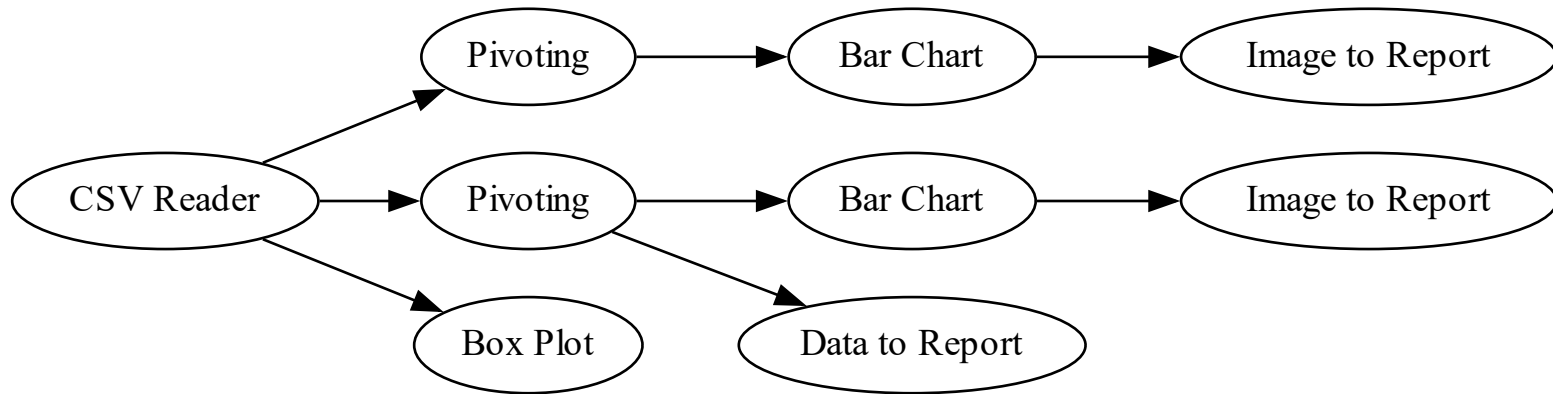 Pivoting
Bar Chart
Image to Report
CSV Reader
Pivoting
Bar Chart
Image to Report
Box Plot
Data to Report